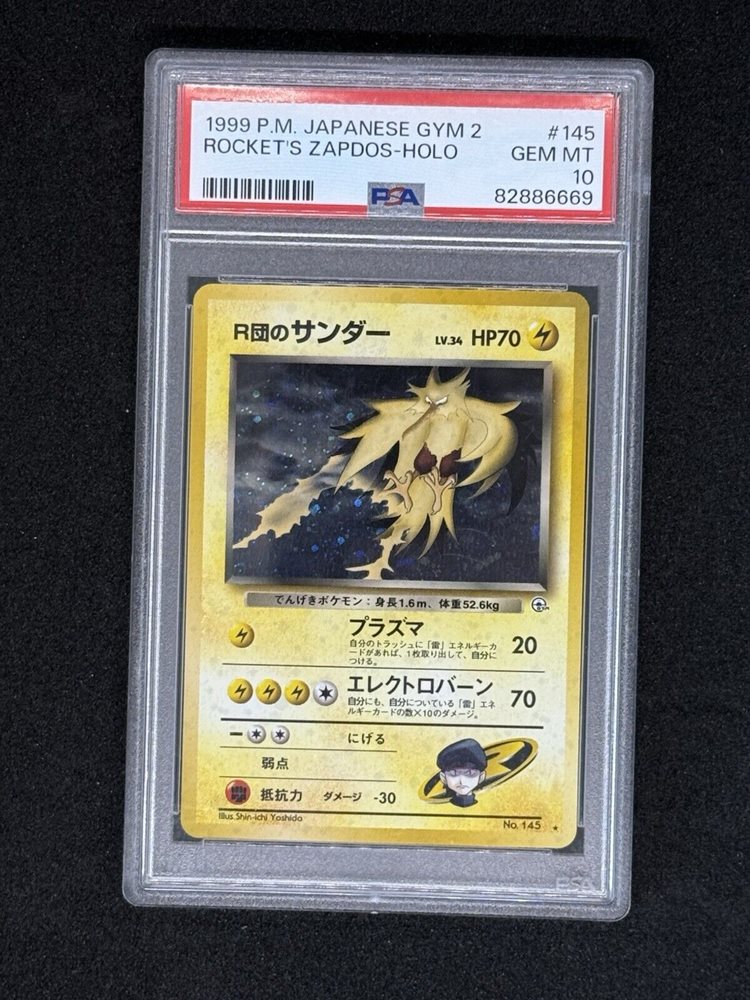 1999 P.M. JAPANESE GYM 2 #145
ROCKET'S ZAPDOS-HOLO GEM MT
10
PSA 82886669
R団のサンダー LV.34 HP70
でんげきポケモン：身長1.6m、体重52.6kg
プラズマ 20
自分のトラッシュに「雷」エネルギーカ
ードがあれば、1枚取り出して、自分に
つける。
エレクトロバーン 70
自分にも、自分についている「雷」エネ
ルギーカードの数×10のダメージ。
にげる
弱点
抵抗力 ダメージ -30
Illus. Shin-ichi Yoshida No. 145 ★
PSA